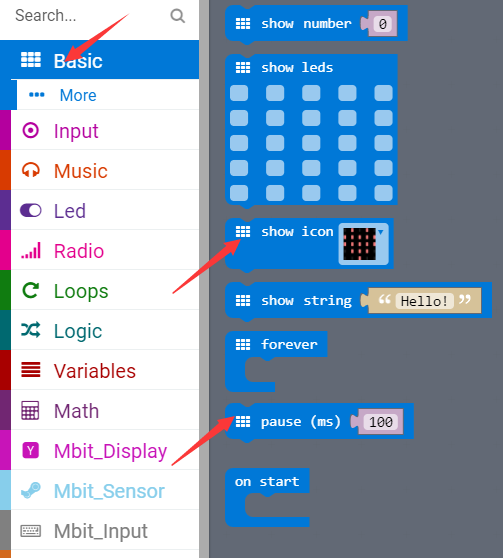 Search...
Basic
More
Input
Music
Led
Radio
Loops
Logic
Variables
Math
Mbit_Display
Mbit_Sensor
Mbit_Input
show number 0
show leds
show icon
show string “ Hello! ”
forever
pause (ms) 100
on start